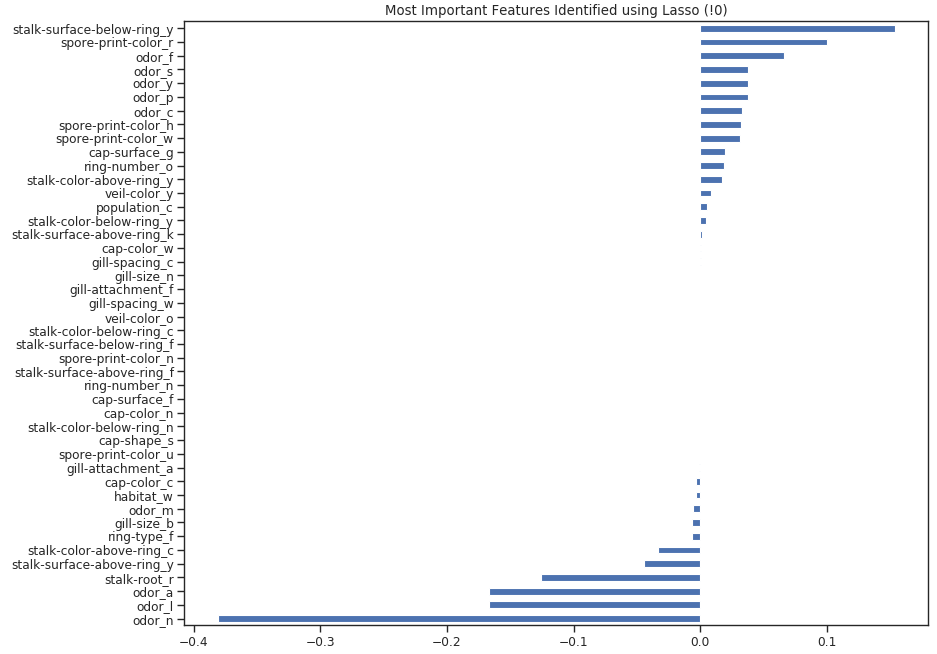 Most Important Features Identified using Lasso (!0)
stalk-surface-below-ring_y
spore-print-color_r
odor_f
odor_s
odor_y
odor_p
odor_c
spore-print-color_h
spore-print-color_w
cap-surface_g
ring-number_o
stalk-color-above-ring_y
veil-color_y
population_c
stalk-color-below-ring_y
stalk-surface-above-ring_k
cap-color_w
gill-spacing_c
gill-size_n
gill-attachment_f
gill-spacing_w
veil-color_o
stalk-color-below-ring_c
stalk-surface-below-ring_f
spore-print-color_n
stalk-surface-above-ring_f
ring-number_n
cap-surface_f
cap-color_n
stalk-color-below-ring_n
cap-shape_s
spore-print-color_u
gill-attachment_a
cap-color_c
habitat_w
odor_m
gill-size_b
ring-type_f
stalk-color-above-ring_c
stalk-surface-above-ring_y
stalk-root_r
odor_a
odor_l
odor_n
−0.4 −0.3 −0.2 −0.1 0.0 0.1